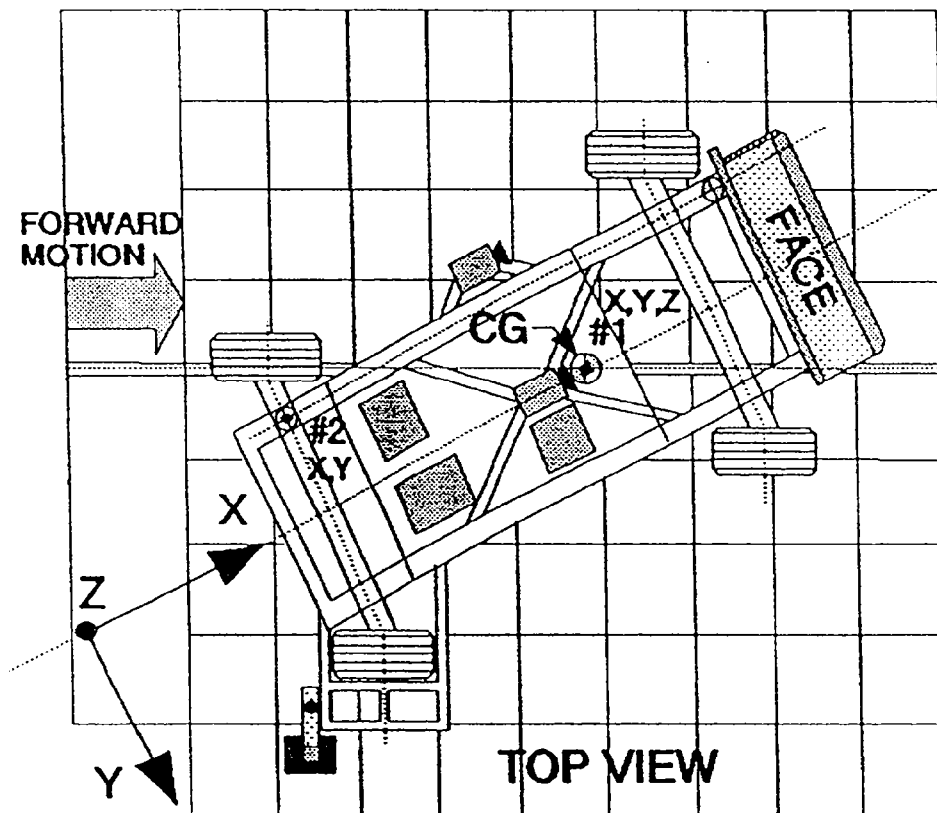 FORWARD
MOTION
FACE
X,Y,Z
CG
#1
#2
X,Y
X
Z
Y
TOP VIEW